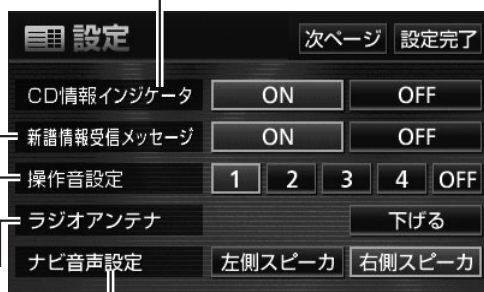 設定 次ページ 設定完了
CD情報インジケータ ON OFF
新譜情報受信メッセージ ON OFF
操作音設定 1 2 3 4 OFF
ラジオアンテナ 下げる
ナビ音声設定 左側スピーカ 右側スピーカ